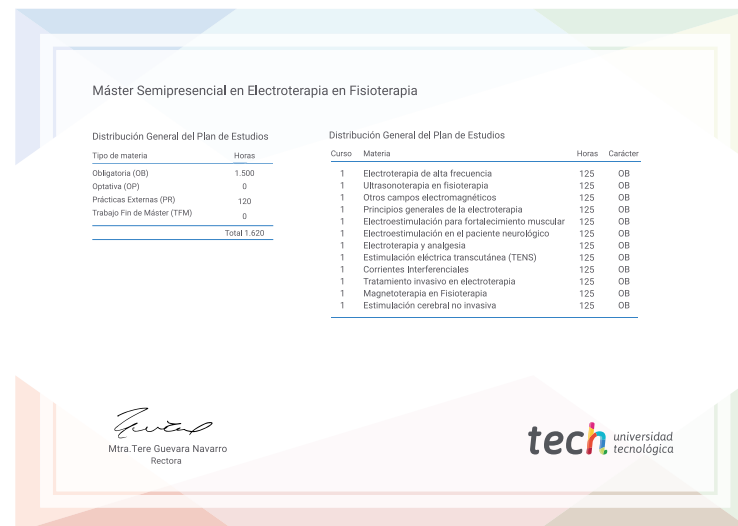 Máster Semipresencial en Electroterapia en Fisioterapia
Distribución General del Plan de Estudios
Tipo de materia Horas
Obligatoria (OB) 1.500
Optativa (OP) 0
Prácticas Externas (PR) 120
Trabajo Fin de Máster (TFM) 0
Total 1.620
Distribución General del Plan de Estudios
Curso Materia Horas Carácter
1 Electroterapia de alta frecuencia 125 OB
1 Ultrasonoterapia en fisioterapia 125 OB
1 Otros campos electromagnéticos 125 OB
1 Principios generales de la electroterapia 125 OB
1 Electroestimulación para fortalecimiento muscular 125 OB
1 Electroestimulación en el paciente neurológico 125 OB
1 Electroterapia y analgesia 125 OB
1 Estimulación eléctrica transcutánea (TENS) 125 OB
1 Corrientes Interferenciales 125 OB
1 Tratamiento invasivo en electroterapia 125 OB
1 Magnetoterapia en Fisioterapia 125 OB
1 Estimulación cerebral no invasiva 125 OB
Mtra.Tere Guevara Navarro
Rectora
tech universidad
tecnológica